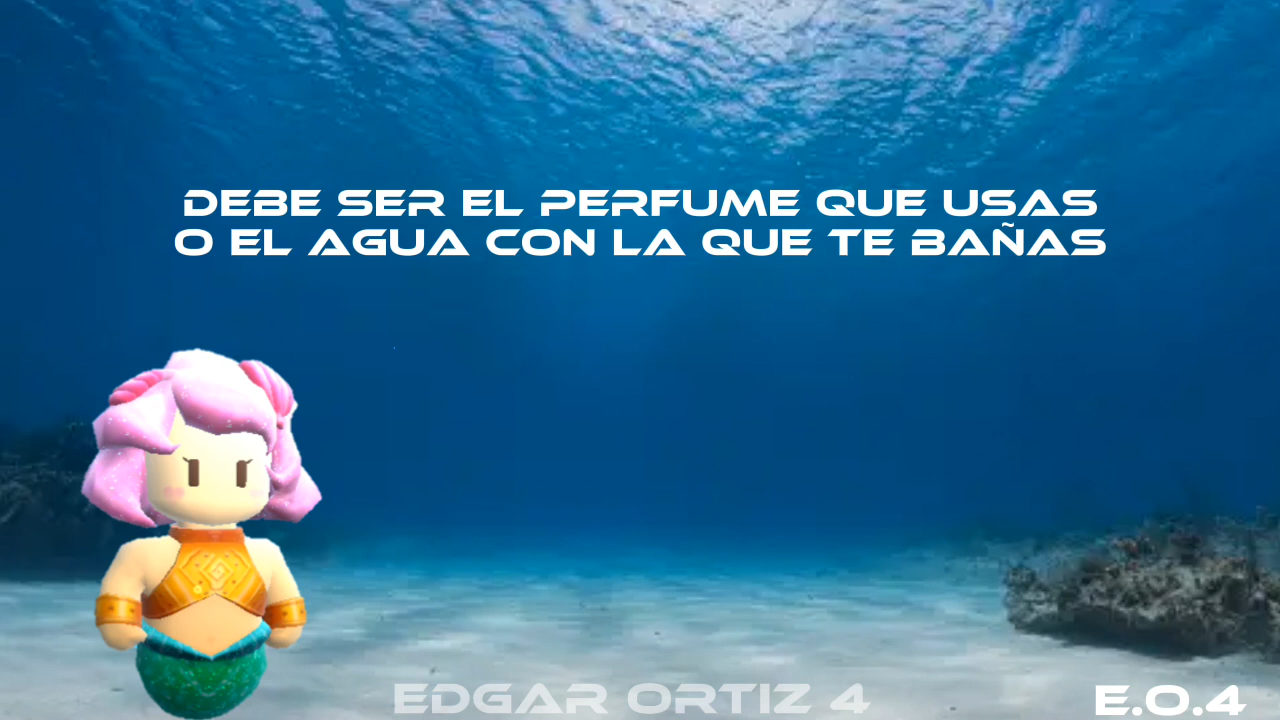 DEBE SER EL PERFUME QUE USAS
O EL AGUA CON LA QUE TE BAÑAS
EDGAR ORTIZ 4
E.O.4